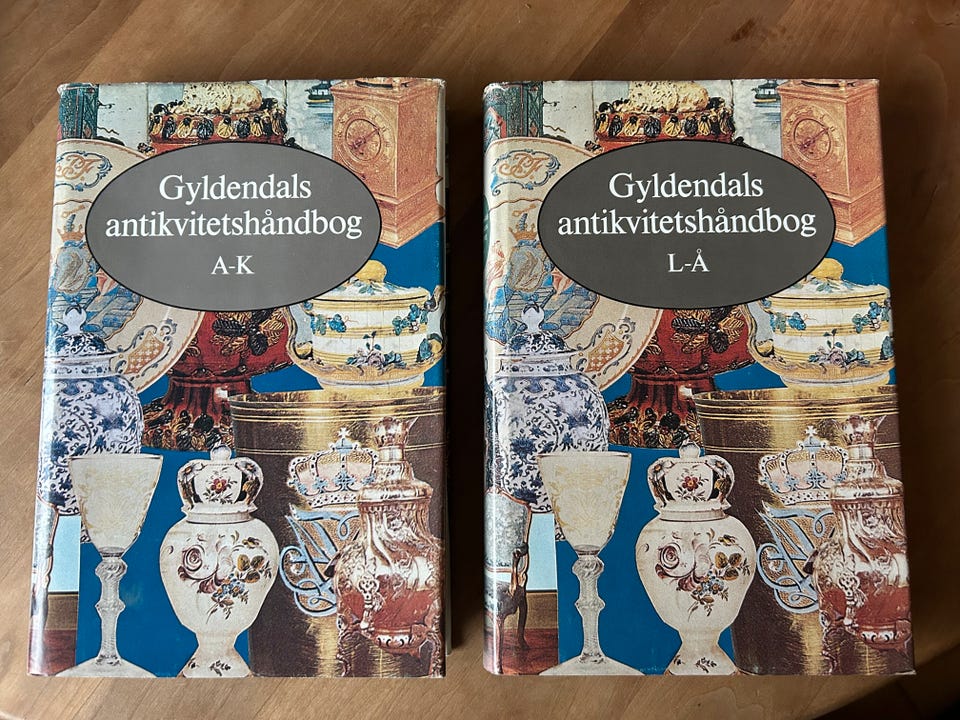 Gyldendals
antikvitetshåndbog
A-K
Gyldendals
antikvitetshåndbog
L-Å